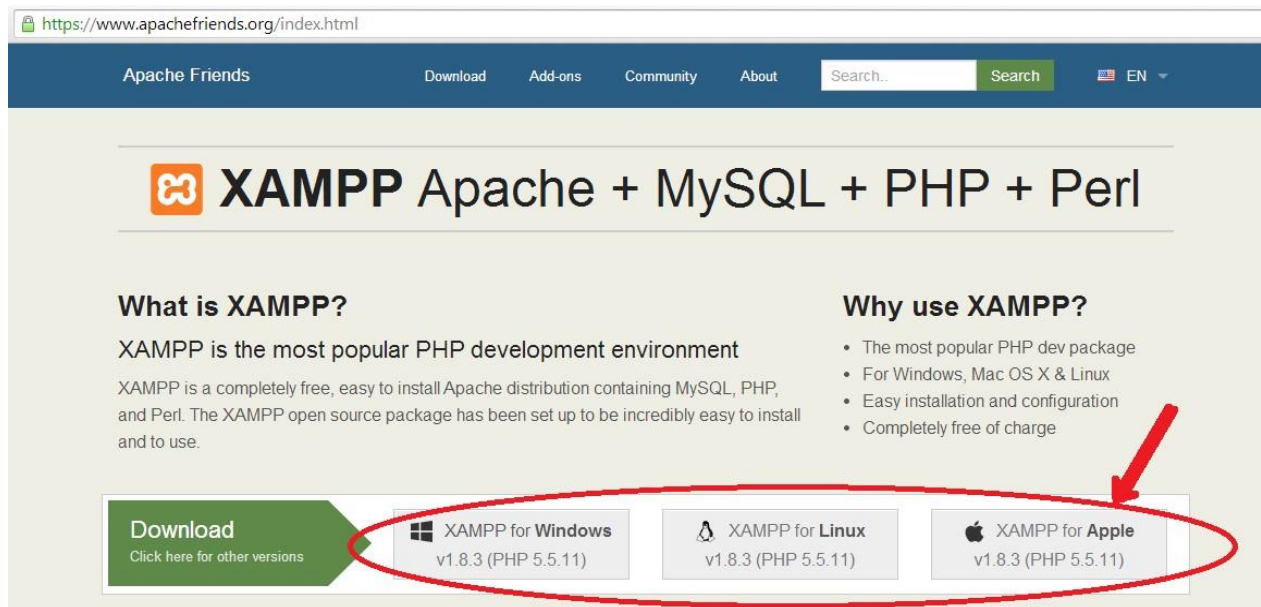 https://www.apachefriends.org/index.html
Apache Friends Download Add-ons Community About Search.. Search EN
XAMPP Apache + MySQL + PHP + Perl
What is XAMPP?
XAMPP is the most popular PHP development environment
XAMPP is a completely free, easy to install Apache distribution containing MySQL, PHP,
and Perl. The XAMPP open source package has been set up to be incredibly easy to install
and to use.
Why use XAMPP?
• The most popular PHP dev package
• For Windows, Mac OS X & Linux
• Easy installation and configuration
• Completely free of charge
Download
Click here for other versions
XAMPP for Windows
v1.8.3 (PHP 5.5.11)
XAMPP for Linux
v1.8.3 (PHP 5.5.11)
XAMPP for Apple
v1.8.3 (PHP 5.5.11)